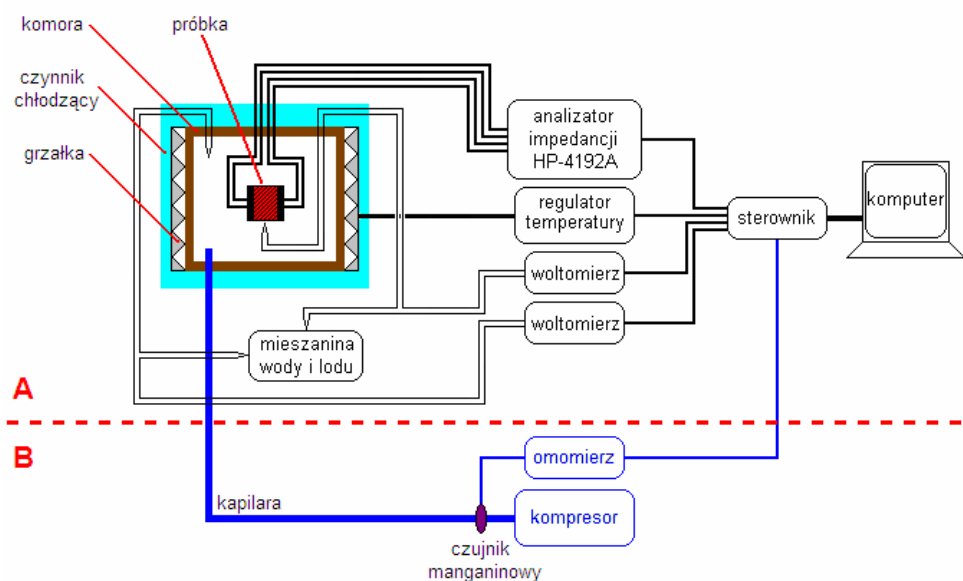 komora
próbka
czynnik
chłodzący
grzałka
analizator
impedancji
HP-4192A
regulator
temperatury
sterownik
komputer
woltomierz
woltomierz
mieszanina
wody i lodu
A
B
omomierz
kapilara
kompresor
czujnik
manganinowy